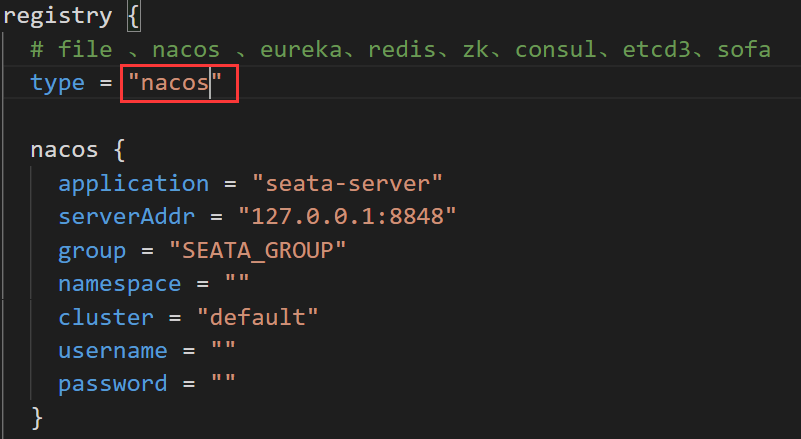 registry {
# file 、nacos 、eureka、redis、zk、consul、etcd3、sofa
type = "nacos"
nacos {
application = "seata-server"
serverAddr = "127.0.0.1:8848"
group = "SEATA_GROUP"
namespace = ""
cluster = "default"
username = ""
password = ""
}